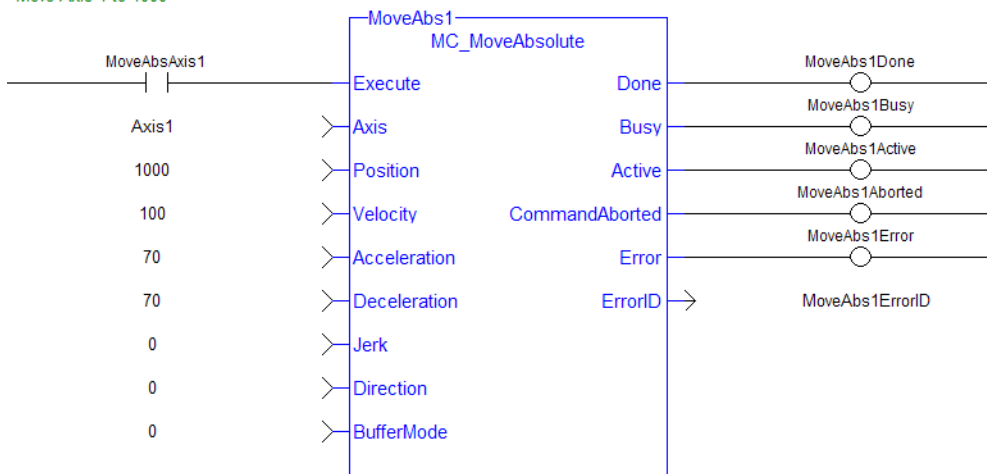 MoveAbs1
MC_MoveAbsolute
MoveAbsAxis1
Execute
Done
MoveAbs1Done
Axis1
Axis
Busy
MoveAbs1Busy
1000
Position
Active
MoveAbs1Active
100
Velocity
CommandAborted
MoveAbs1Aborted
70
Acceleration
Error
MoveAbs1Error
70
Deceleration
ErrorID
MoveAbs1ErrorID
0
Jerk
0
Direction
0
BufferMode